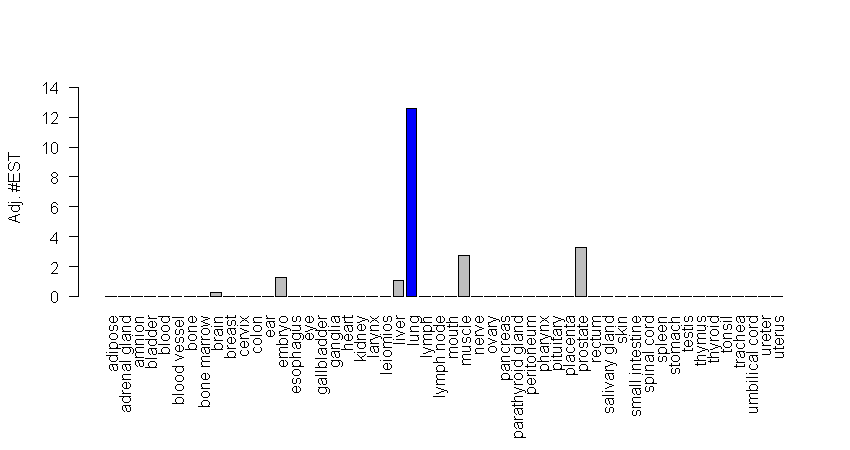 14
12
10
8
6
4
2
0
Adj. #EST
adipose
adrenal gland
amnion
bladder
blood
blood vessel
bone
bone marrow
brain
breast
cervix
colon
ear
embryo
esophagus
eye
gallbladder
ganglia
heart
kidney
larynx
leiomios
liver
lung
lymph
lymph node
mouth
muscle
nerve
ovary
pancreas
parathyroid gland
peritoneum
pharynx
pituitary
placenta
prostate
rectum
salivary gland
skin
small intestine
spinal cord
spleen
stomach
testis
thymus
thyroid
tonsil
trachea
umbilical cord
ureter
uterus